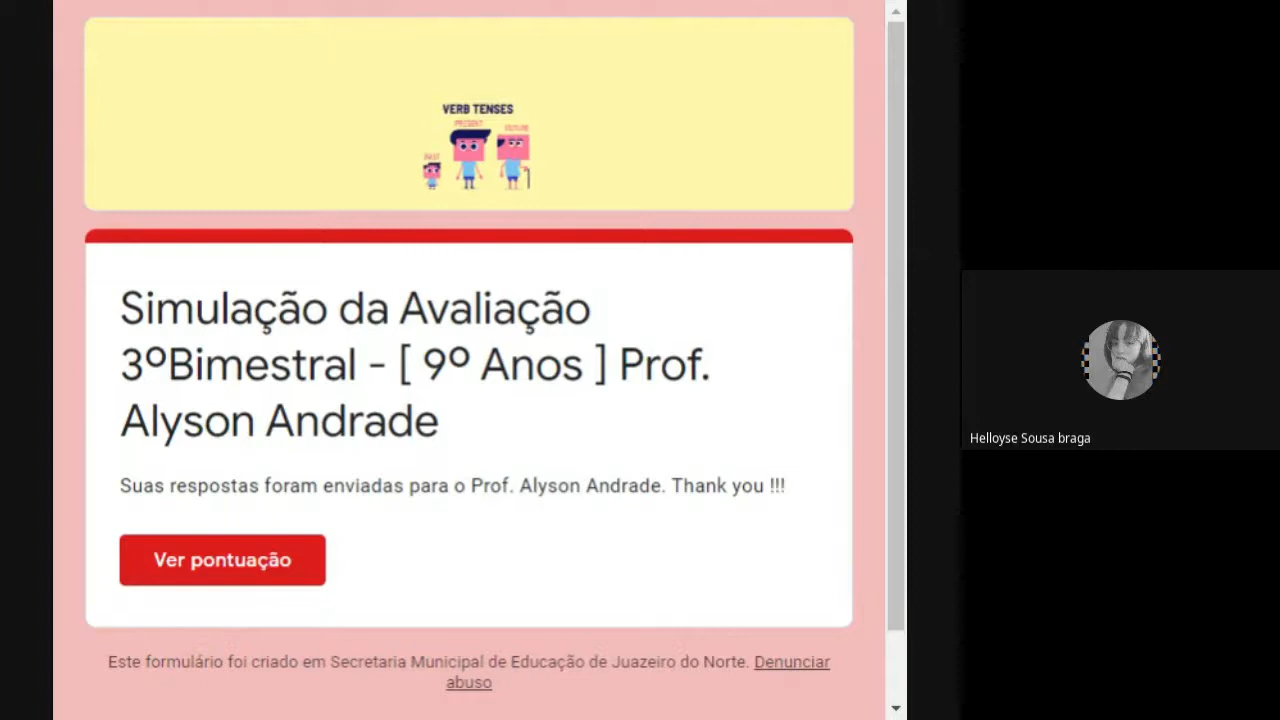 VERB TENSES
PRESENT
FUTURE
PAST
Simulação da Avaliação
3ºBimestral - [ 9º Anos ] Prof.
Alyson Andrade
Suas respostas foram enviadas para o Prof. Alyson Andrade. Thank you !!!
Ver pontuação
Este formulário foi criado em Secretaria Municipal de Educação de Juazeiro do Norte. Denunciar
abuso
Helloyse Sousa braga